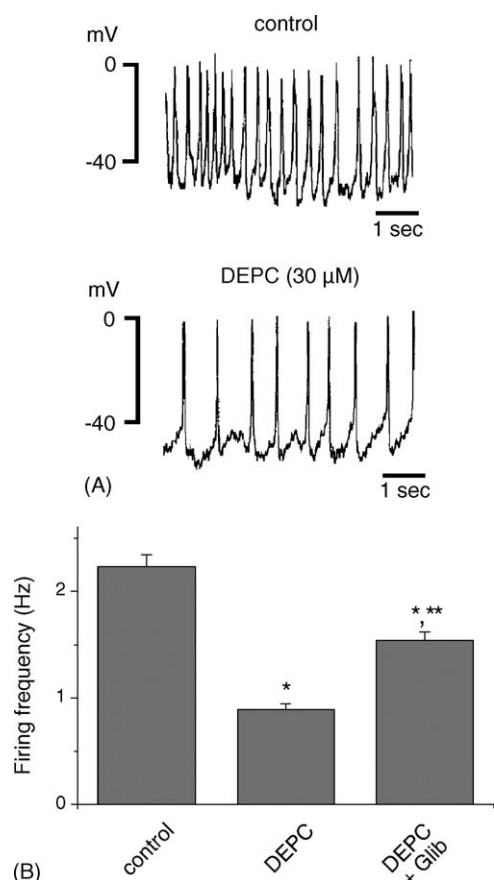 control
mV
0
-40
1 sec
DEPC (30 µM)
mV
0
-40
1 sec
(A)
Firing frequency (Hz)
2
1
0
*
*,**
control
DEPC
DEPC
+ Glib
(B)